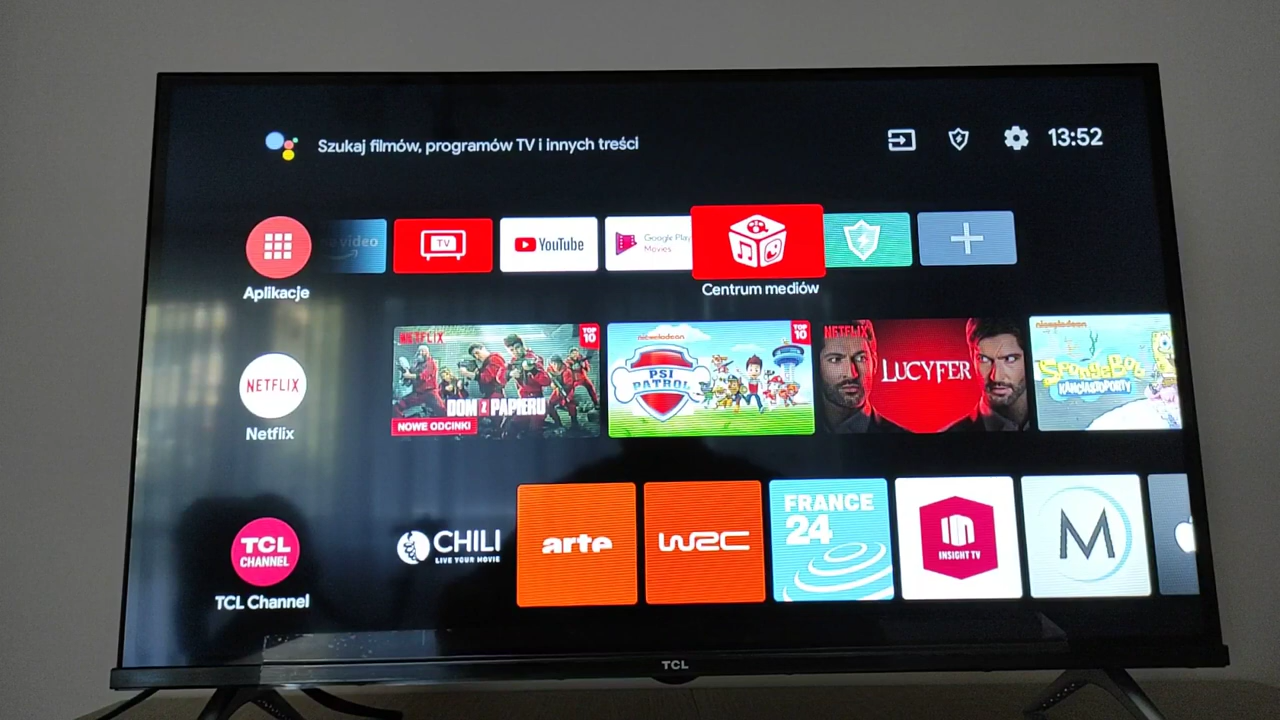 Szukaj filmów, programów TV i innych treści
13:52
Aplikacje
video
TV
YouTube
Google Play
Movies
Centrum mediów
Netflix
NETFLIX
NETFLIX
TOP
10
DOM Z PAPIERU
NOWE ODCINKI
nickelodeon
TOP
10
PSI
PATROL
NETFLIX
LUCYFER
nickelodeon
SpongeBob
KANCIASTOPORTY
TCL
CHANNEL
TCL Channel
CHILI
LIVE YOUR MOVIE
arte
WRC
FRANCE
24
IN
INSIGHT TV
M
TCL